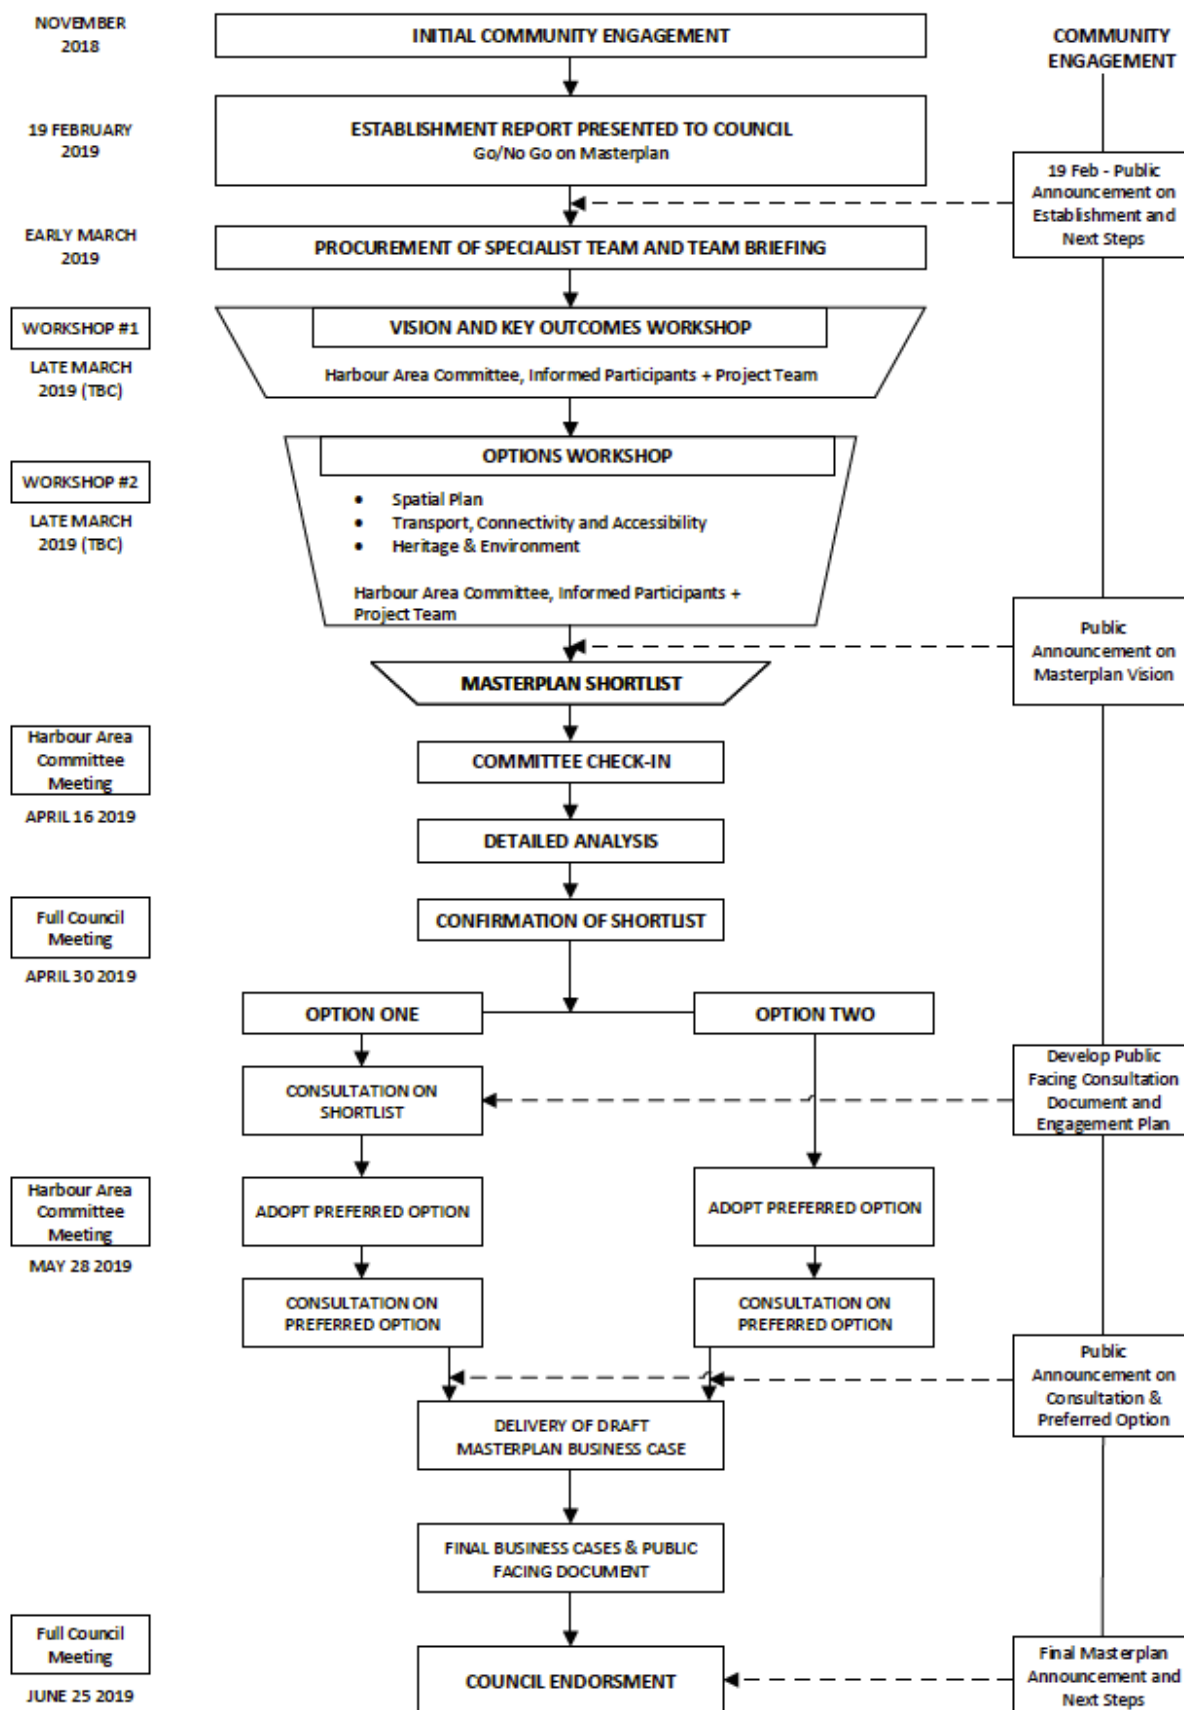 NOVEMBER
2018
INITIAL COMMUNITY ENGAGEMENT
COMMUNITY
ENGAGEMENT
19 FEBRUARY
2019
ESTABLISHMENT REPORT PRESENTED TO COUNCIL
Go/No Go on Masterplan
19 Feb - Public
Announcement on
Establishment and
Next Steps
EARLY MARCH
2019
PROCUREMENT OF SPECIALIST TEAM AND TEAM BRIEFING
WORKSHOP #1
LATE MARCH
2019 (TBC)
VISION AND KEY OUTCOMES WORKSHOP
Harbour Area Committee, Informed Participants + Project Team
WORKSHOP #2
LATE MARCH
2019 (TBC)
OPTIONS WORKSHOP
• Spatial Plan
• Transport, Connectivity and Accessibility
• Heritage & Environment
Harbour Area Committee, Informed Participants +
Project Team
Public
Announcement on
Masterplan Vision
MASTERPLAN SHORTLIST
Harbour Area
Committee
Meeting
APRIL 16 2019
COMMITTEE CHECK-IN
DETAILED ANALYSIS
Full Council
Meeting
APRIL 30 2019
CONFIRMATION OF SHORTLIST
OPTION ONE
OPTION TWO
CONSULTATION ON
SHORTLIST
Develop Public
Facing Consultation
Document and
Engagement Plan
Harbour Area
Committee
Meeting
MAY 28 2019
ADOPT PREFERRED OPTION
ADOPT PREFERRED OPTION
CONSULTATION ON
PREFERRED OPTION
CONSULTATION ON
PREFERRED OPTION
Public
Announcement on
Consultation &
Preferred Option
DELIVERY OF DRAFT
MASTERPLAN BUSINESS CASE
FINAL BUSINESS CASES & PUBLIC
FACING DOCUMENT
Full Council
Meeting
JUNE 25 2019
COUNCIL ENDORSMENT
Final Masterplan
Announcement and
Next Steps